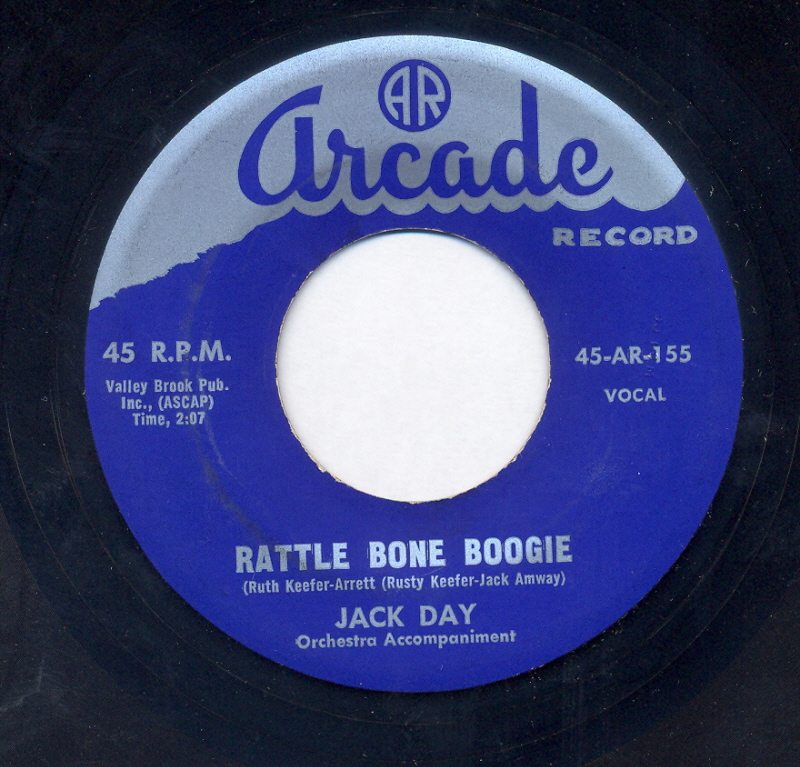 AR
Arcade
RECORD
45 R.P.M.
Valley Brook Pub.
Inc., (ASCAP)
Time, 2:07
45-AR-155
VOCAL
RATTLE BONE BOOGIE
(Ruth Keefer-Arrett (Rusty Keefer-Jack Amway)
JACK DAY
Orchestra Accompaniment